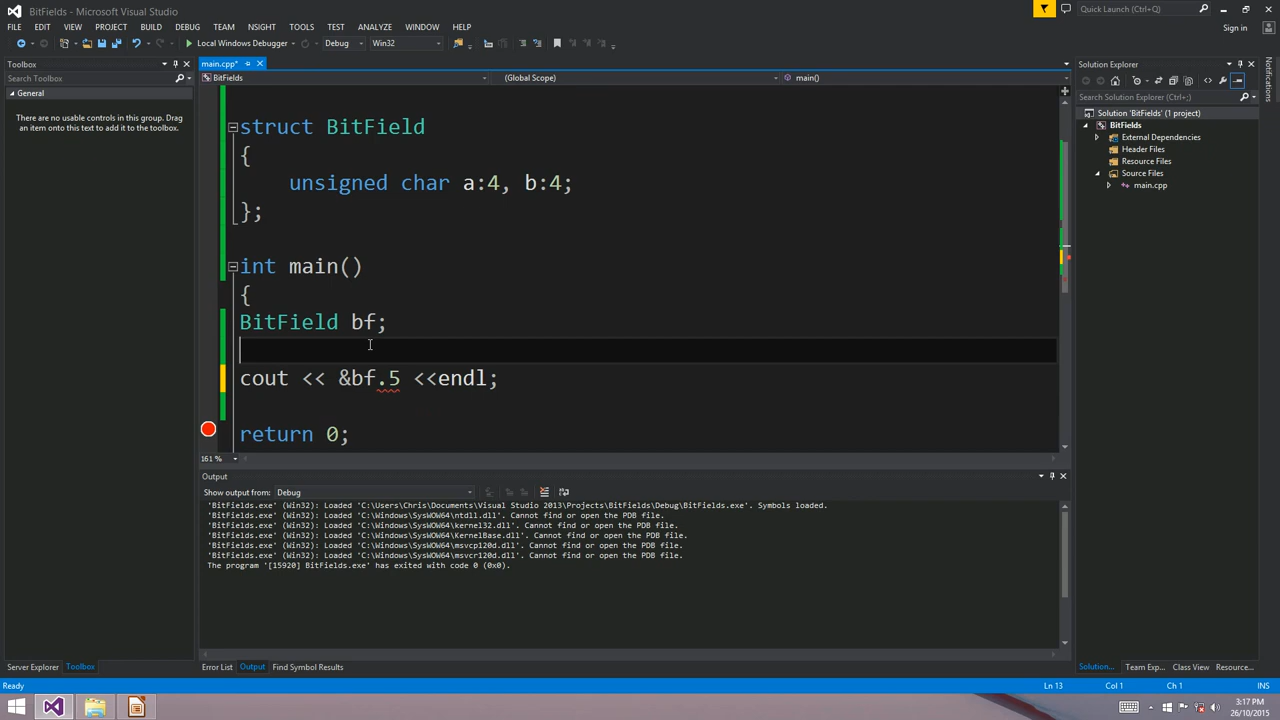 BitFields - Microsoft Visual Studio
Quick Launch (Ctrl+Q)
FILE EDIT VIEW PROJECT BUILD DEBUG TEAM NSIGHT TOOLS TEST ANALYZE WINDOW HELP
Sign in
Local Windows Debugger Debug Win32
Toolbox
main.cpp*
Solution Explorer
Search Toolbox
BitFields (Global Scope) main()
General
There are no usable controls in this group. Drag
an item onto this text to add it to the toolbox.
Search Solution Explorer (Ctrl+;)
Solution 'BitFields' (1 project)
BitFields
External Dependencies
Header Files
Resource Files
Source Files
main.cpp
Notifications
struct BitField
{
unsigned char a:4, b:4;
};
int main()
{
BitField bf;
cout << &bf.5 <<endl;
return 0;
161 %
Output
Show output from: Debug
'BitFields.exe' (Win32): Loaded 'C:\Users\Chris\Documents\Visual Studio 2013\Projects\BitFields\Debug\BitFields.exe'. Symbols loaded.
'BitFields.exe' (Win32): Loaded 'C:\Windows\SysWOW64\ntdll.dll'. Cannot find or open the PDB file.
'BitFields.exe' (Win32): Loaded 'C:\Windows\SysWOW64\kernel32.dll'. Cannot find or open the PDB file.
'BitFields.exe' (Win32): Loaded 'C:\Windows\SysWOW64\KernelBase.dll'. Cannot find or open the PDB file.
'BitFields.exe' (Win32): Loaded 'C:\Windows\SysWOW64\msvcp120d.dll'. Cannot find or open the PDB file.
'BitFields.exe' (Win32): Loaded 'C:\Windows\SysWOW64\msvcr120d.dll'. Cannot find or open the PDB file.
The program '[15920] BitFields.exe' has exited with code 0 (0x0).
Server Explorer Toolbox
Error List Output Find Symbol Results
Solution... Team Exp... Class View Resource...
Ready
Ln 13 Col 1 Ch 1 INS
3:17 PM
26/10/2015